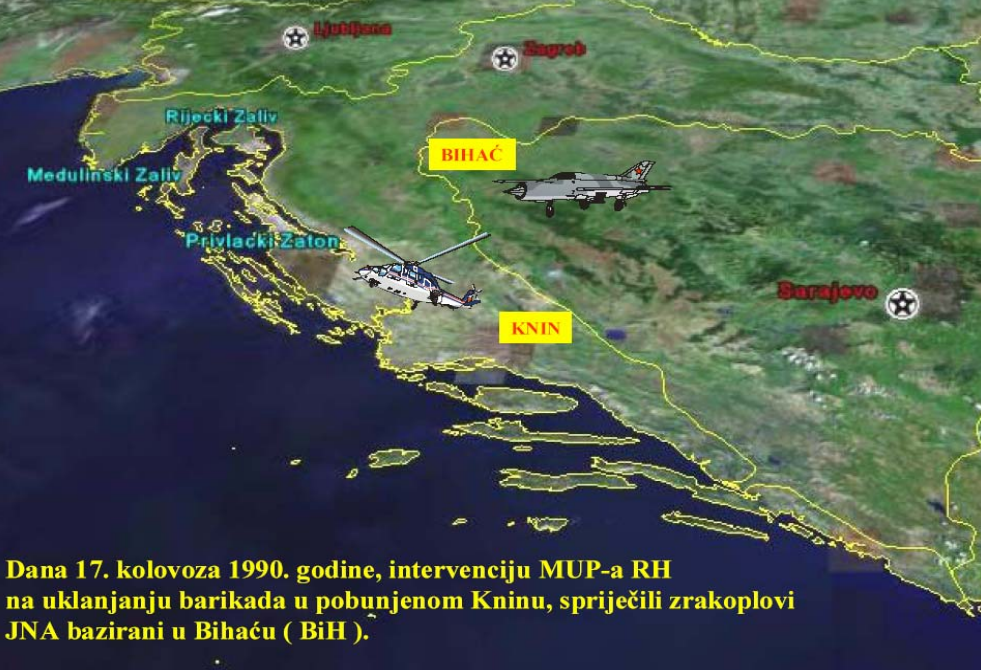 Ljubljana
Zagreb
Rijecki Zaliv
BIHAĆ
Medulinski Zaliv
Privlacki Zaton
Sarajevo
KNIN
Dana 17. kolovoza 1990. godine, intervenciju MUP-a RH
na uklanjanju barikada u pobunjenom Kninu, spriječili zrakoplovi
JNA bazirani u Bihaću ( BiH ).